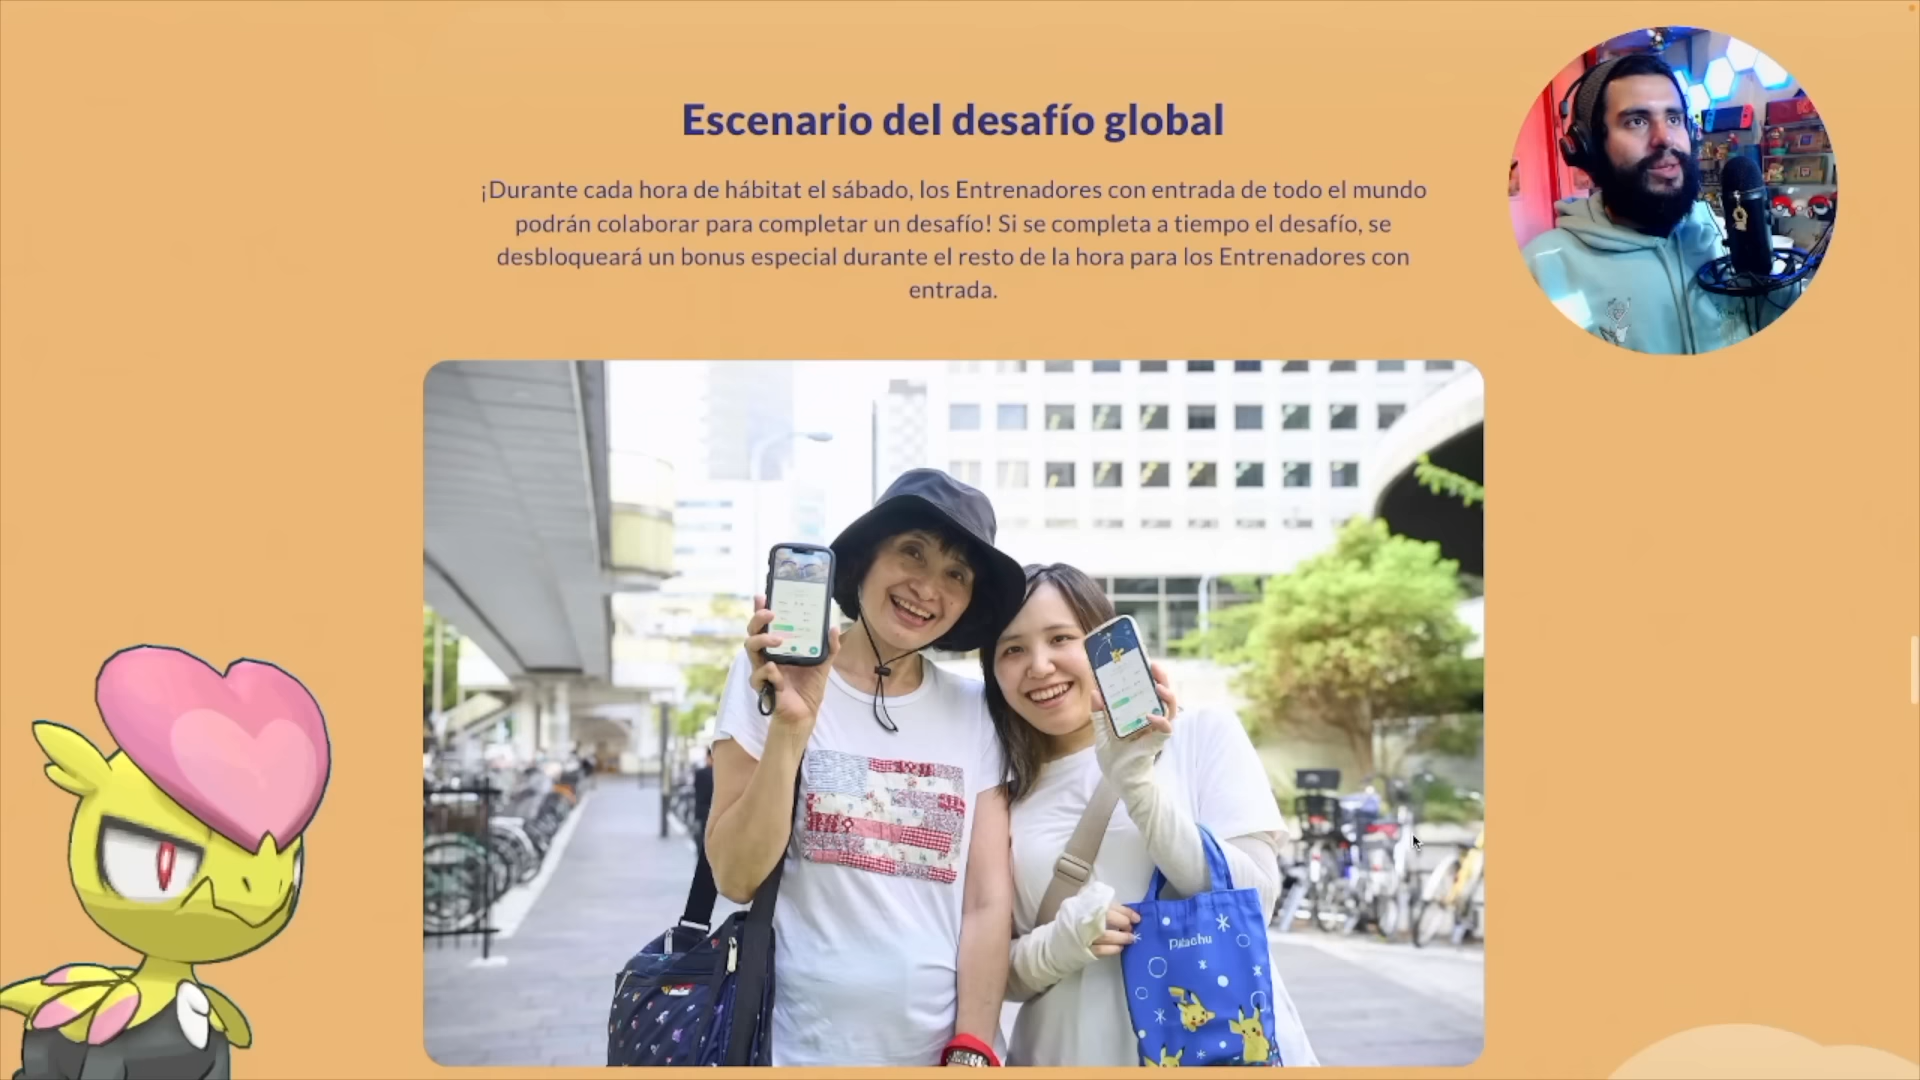 Escenario del desafío global
¡Durante cada hora de hábitat el sábado, los Entrenadores con entrada de todo el mundo
podrán colaborar para completar un desafío! Si se completa a tiempo el desafío, se
desbloqueará un bonus especial durante el resto de la hora para los Entrenadores con
entrada.
Pikachu